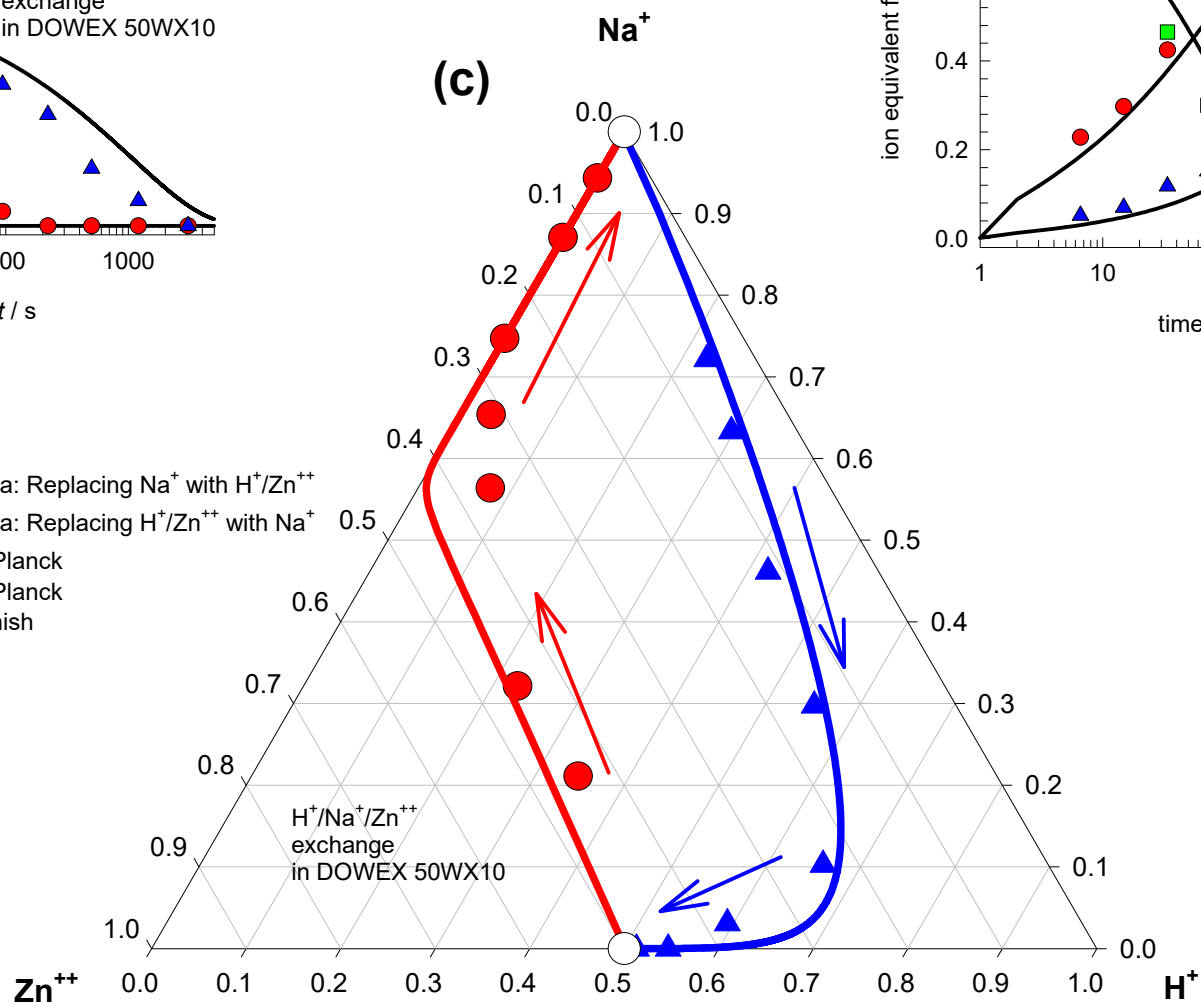 exchange
in DOWEX 50WX10
1000
t / s
Na+
(c)
0.0
1.0
0.1
0.9
0.2
0.8
0.3
0.7
0.4
0.6
0.5
0.5
0.6
0.4
0.7
0.3
0.8
0.2
0.9
0.1
1.0
0.0
0.0 0.1 0.2 0.3 0.4 0.5 0.6 0.7 0.8 0.9 1.0
Zn++
H+
H+/Na+/Zn++
exchange
in DOWEX 50WX10
a: Replacing Na+ with H+/Zn++
a: Replacing H+/Zn++ with Na+
Planck
Planck
ion equivalent f
0.4
0.2
0.0
1 10
time